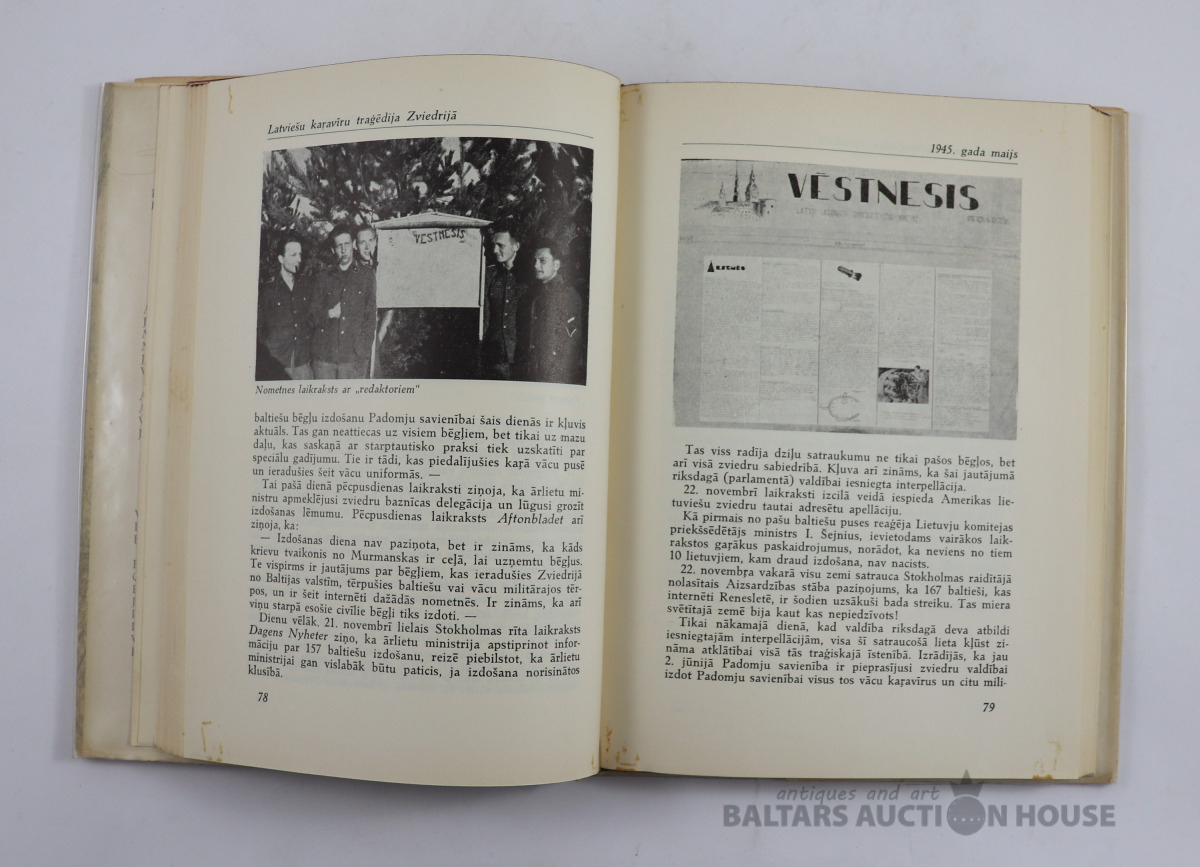 Latviešu kaŗavīru traģēdija Zviedrijā
VĒSTNESIS
Nometnes laikraksts ar „redaktoriem"
baltiešu bēgļu izdošanu Padomju savienībai šais dienās ir kļuvis
aktuāls. Tas gan neattiecas uz visiem bēgļiem, bet tikai uz mazu
daļu, kas saskaņā ar starptautisko praksi tiek uzskatīti par
speciālu gadījumu. Tie ir tādi, kas piedalījušies kaŗā vācu pusē
un ieradušies šeit vācu uniformās. —
Tai pašā dienā pēcpusdienas laikraksti ziņoja, ka ārlietu mi-
nistru apmeklējusi zviedru baznīcas delegācija un lūgusi grozīt
izdošanas lēmumu. Pēcpusdienas laikraksts Aftonbladet arī
ziņoja, ka:
— Izdošanas diena nav paziņota, bet ir zināms, ka kāds
krievu tvaikonis no Murmanskas ir ceļā, lai uzņemtu bēgļus.
Te vispirms ir jautājums par bēgļiem, kas ieradušies Zviedrijā
no Baltijas valstīm, tērpušies baltiešu vai vācu militārajos tēr-
pos, un ir šeit internēti dažādās nometnēs. Ir zināms, ka arī
viņu starpā esošie civīlie bēgļi tiks izdoti. —
Dienu vēlāk, 21. novembrī lielais Stokholmas rīta laikraksts
Dagens Nyheter ziņo, ka ārlietu ministrija apstiprinot infor-
māciju par 157 baltiešu izdošanu, reizē piebilstot, ka ārlietu
ministrijai gan vislabāk būtu paticis, ja izdošana norisinātos
klusībā.
78
1945. gada maijs
VĒSTNESIS
Tas viss radīja dziļu satraukumu ne tikai pašos bēgļos, bet
arī visā zviedru sabiedrībā. Kļuva arī zināms, ka šai jautājumā
riksdagā (parlamentā) valdībai iesniegta interpellācija.
22. novembrī laikraksti izcilā veidā iespieda Amerikas lie-
tuviešu zviedru tautai adresētu apellāciju.
Kā pirmais no pašu baltiešu puses reaģēja Lietuvju komitejas
priekšsēdētājs ministrs I. Šejnius, ievietodams vairākos laik-
rakstos gaŗākus paskaidrojumus, norādot, ka neviens no tiem
10 lietuvjiem, kam draud izdošana, nav nacists.
22. novembŗa vakarā visu zemi satrauca Stokholmas raidītājā
nolasītais Aizsardzības stāba paziņojums, ka 167 baltieši, kas
internēti Renesletē, ir šodien uzsākuši bada streiku. Tas miera
svētītajā zemē bija kaut kas nepiedzīvots!
Tikai nākamajā dienā, kad valdība riksdagā deva atbildi
iesniegtajām interpellācijām, visa šī satraucošā lieta kļūst zi-
nāma atklātībai visā tās traģiskajā īstenībā. Izrādījās, ka jau
2. jūnijā Padomju savienība ir pieprasījusi zviedru valdībai
izdot Padomju savienībai visus tos vācu kaŗavīrus un citu mili-
79
antiques and art
BALTARS AUCTION HOUSE